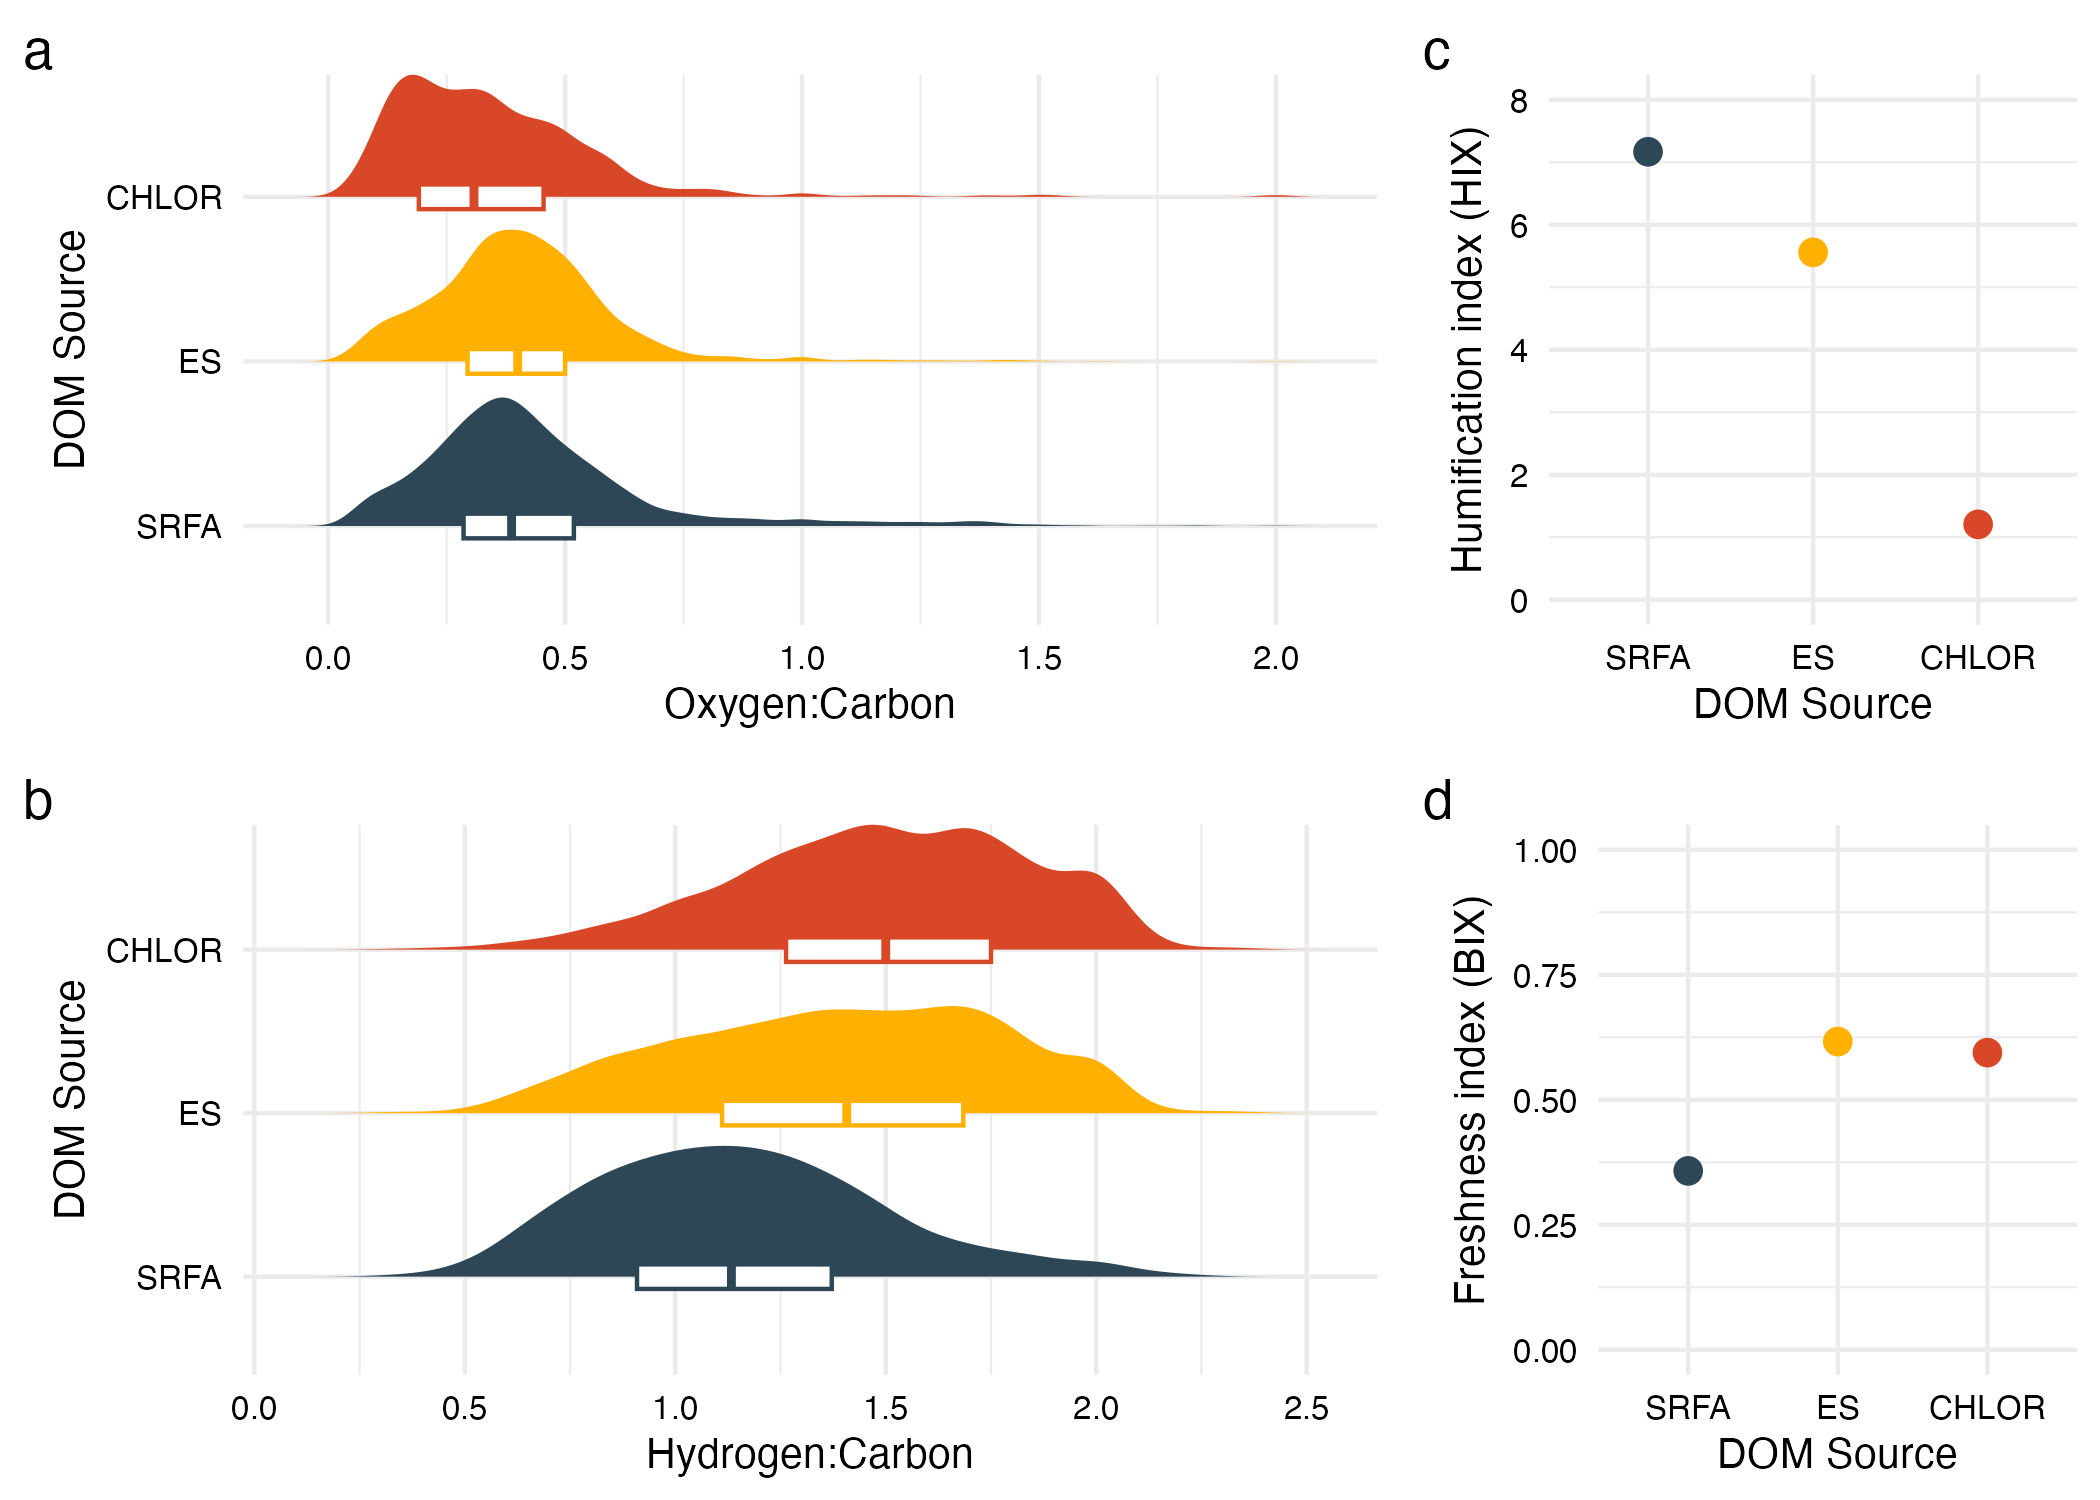 a
DOM Source
CHLOR
ES
SRFA
0.0 0.5 1.0 1.5 2.0
Oxygen:Carbon
b
DOM Source
CHLOR
ES
SRFA
0.0 0.5 1.0 1.5 2.0 2.5
Hydrogen:Carbon
c
Humification index (HIX)
8
6
4
2
0
SRFA ES CHLOR
DOM Source
d
Freshness index (BIX)
1.00
0.75
0.50
0.25
0.00
SRFA ES CHLOR
DOM Source